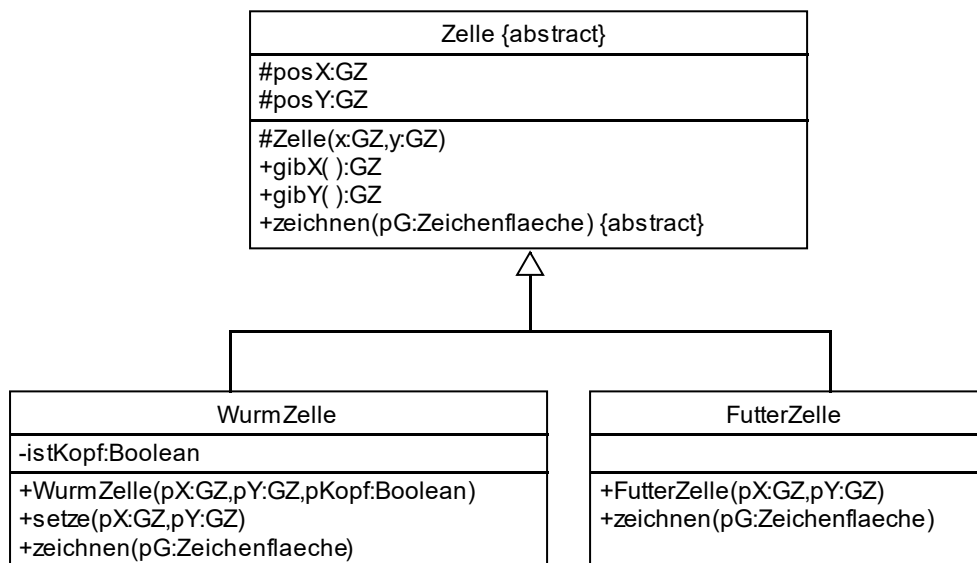 Zelle {abstract}
#posX:GZ
#posY:GZ
#Zelle(x:GZ,y:GZ)
+gibX( ):GZ
+gibY( ):GZ
+zeichnen(pG:Zeichenflaeche) {abstract}
WurmZelle
-istKopf:Boolean
+WurmZelle(pX:GZ,pY:GZ,pKopf:Boolean)
+setze(pX:GZ,pY:GZ)
+zeichnen(pG:Zeichenflaeche)
FutterZelle
+FutterZelle(pX:GZ,pY:GZ)
+zeichnen(pG:Zeichenflaeche)